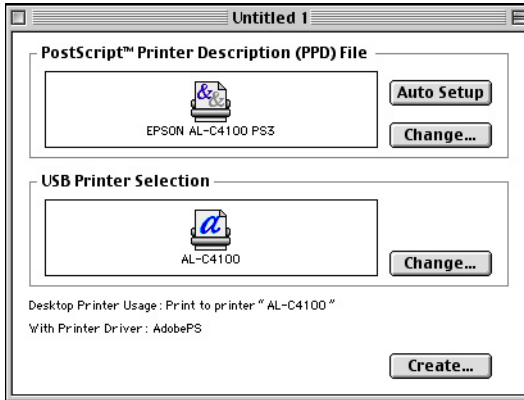 Untitled 1
PostScript™ Printer Description (PPD) File
EPSON AL-C4100 PS3
Auto Setup
Change...
USB Printer Selection
AL-C4100
Change...
Desktop Printer Usage : Print to printer " AL-C4100 "
With Printer Driver : AdobePS
Create...